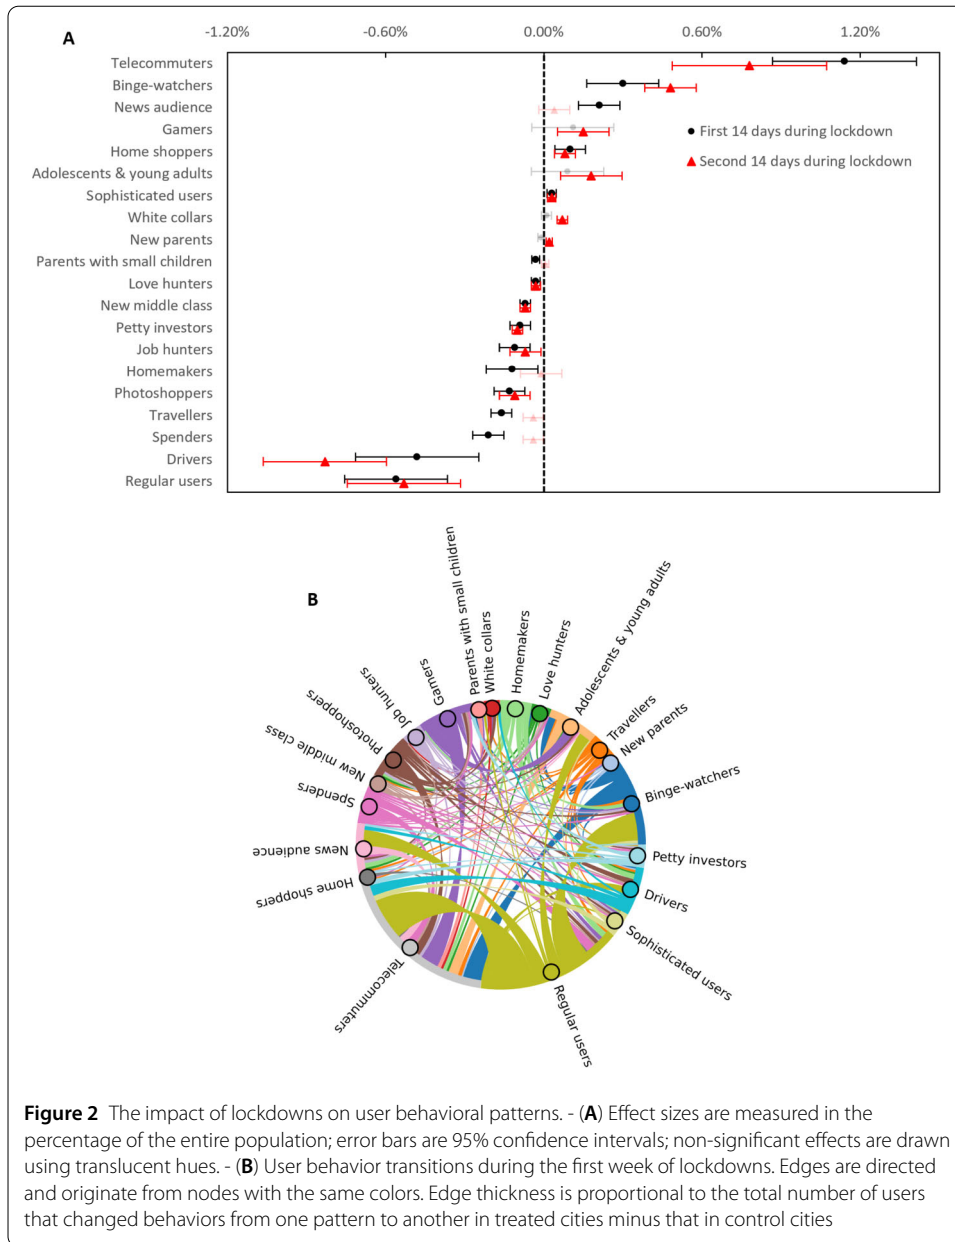 A
-1.20% -0.60% 0.00% 0.60% 1.20%
Telecommuters
Binge-watchers
News audience
Gamers
Home shoppers
Adolescents & young adults
Sophisticated users
White collars
New parents
Parents with small children
Love hunters
New middle class
Petty investors
Job hunters
Homemakers
Photoshoppers
Travellers
Spenders
Drivers
Regular users
First 14 days during lockdown
Second 14 days during lockdown
B
Parents with small children
White collars
Homemakers
Love hunters
Adolescents & young adults
Travellers
New parents
Binge-watchers
Petty investors
Drivers
Sophisticated users
Regular users
Telecommuters
Home shoppers
News audience
Spenders
New middle class
Photoshoppers
Job hunters
Gamers
Figure 2 The impact of lockdowns on user behavioral patterns. - (A) Effect sizes are measured in the
percentage of the entire population; error bars are 95% confidence intervals; non-significant effects are drawn
using translucent hues. - (B) User behavior transitions during the first week of lockdowns. Edges are directed
and originate from nodes with the same colors. Edge thickness is proportional to the total number of users
that changed behaviors from one pattern to another in treated cities minus that in control cities